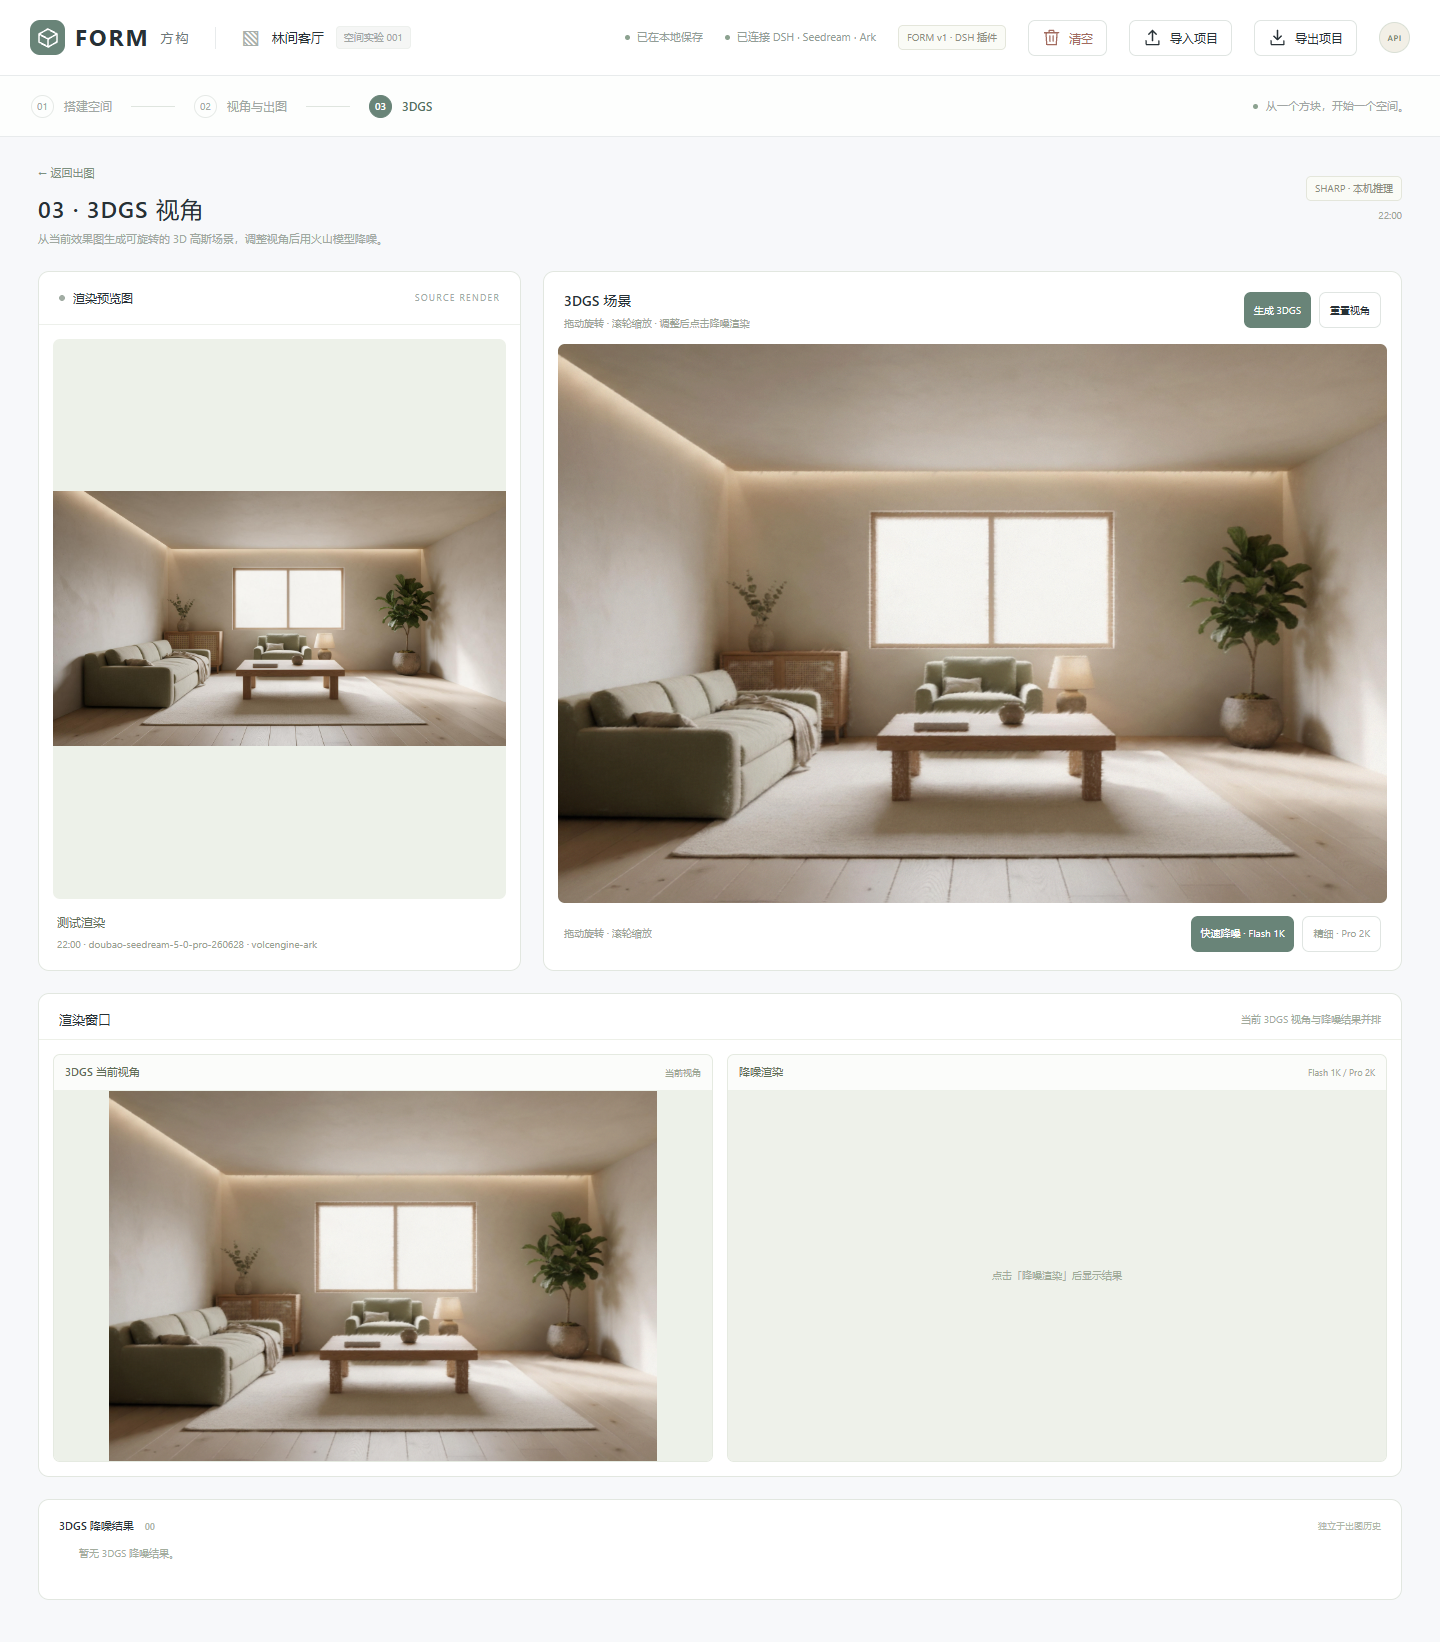 FORM 方构
林间客厅
空间实验 001
已在本地保存
已连接 DSH · Seedream · Ark
FORM v1 · DSH 插件
清空
导入项目
导出项目
API
01 搭建空间
02 视角与出图
03 3DGS
从一个方块，开始一个空间。
← 返回出图
03 · 3DGS 视角
从当前效果图生成可旋转的 3D 高斯场景，调整视角后用火山模型降噪。
SHARP · 本机推理
22:00
渲染预览图
SOURCE RENDER
测试渲染
22:00 · doubao-seedream-5-0-pro-260628 · volcengine-ark
3DGS 场景
拖动旋转 · 滚轮缩放 · 调整后点击降噪渲染
生成 3DGS
重置视角
拖动旋转 · 滚轮缩放
快速降噪 · Flash 1K
精细 · Pro 2K
渲染窗口
当前 3DGS 视角与降噪结果并排
3DGS 当前视角
当前视角
降噪渲染
Flash 1K / Pro 2K
点击「降噪渲染」后显示结果
3DGS 降噪结果 00
独立于出图历史
暂无 3DGS 降噪结果。